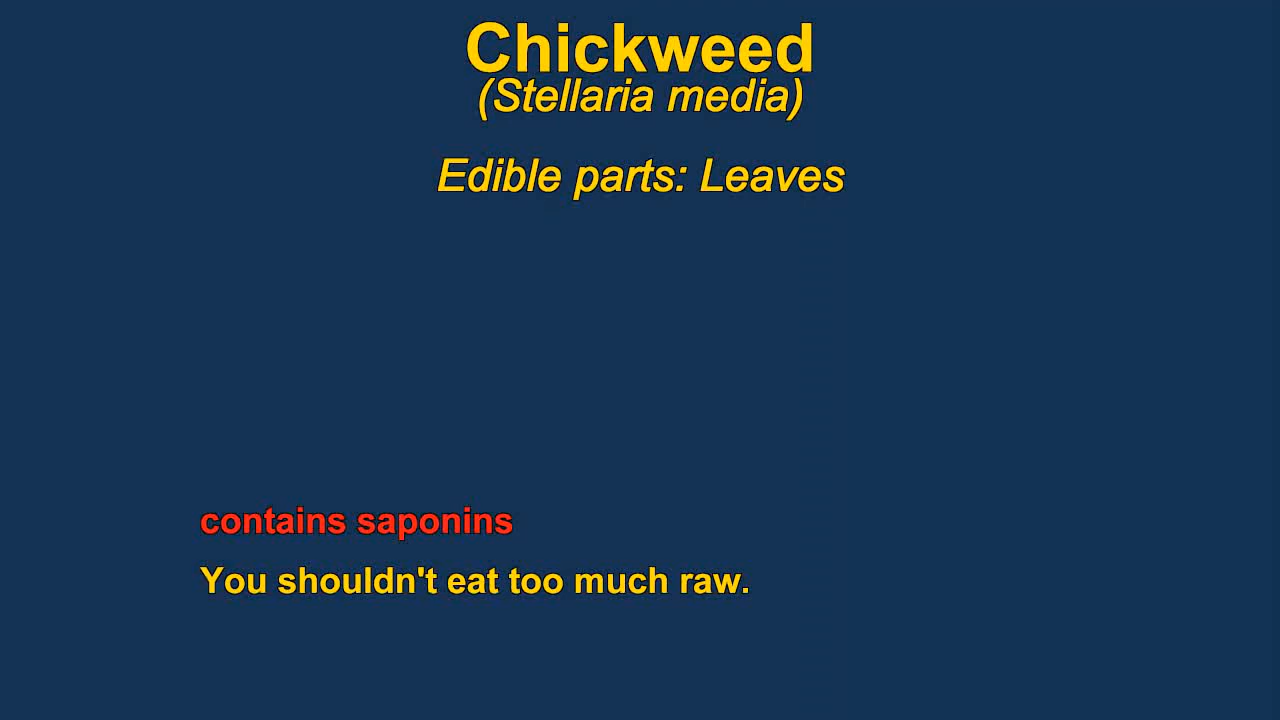 Chickweed
(Stellaria media)
Edible parts: Leaves
contains saponins
You shouldn't eat too much raw.